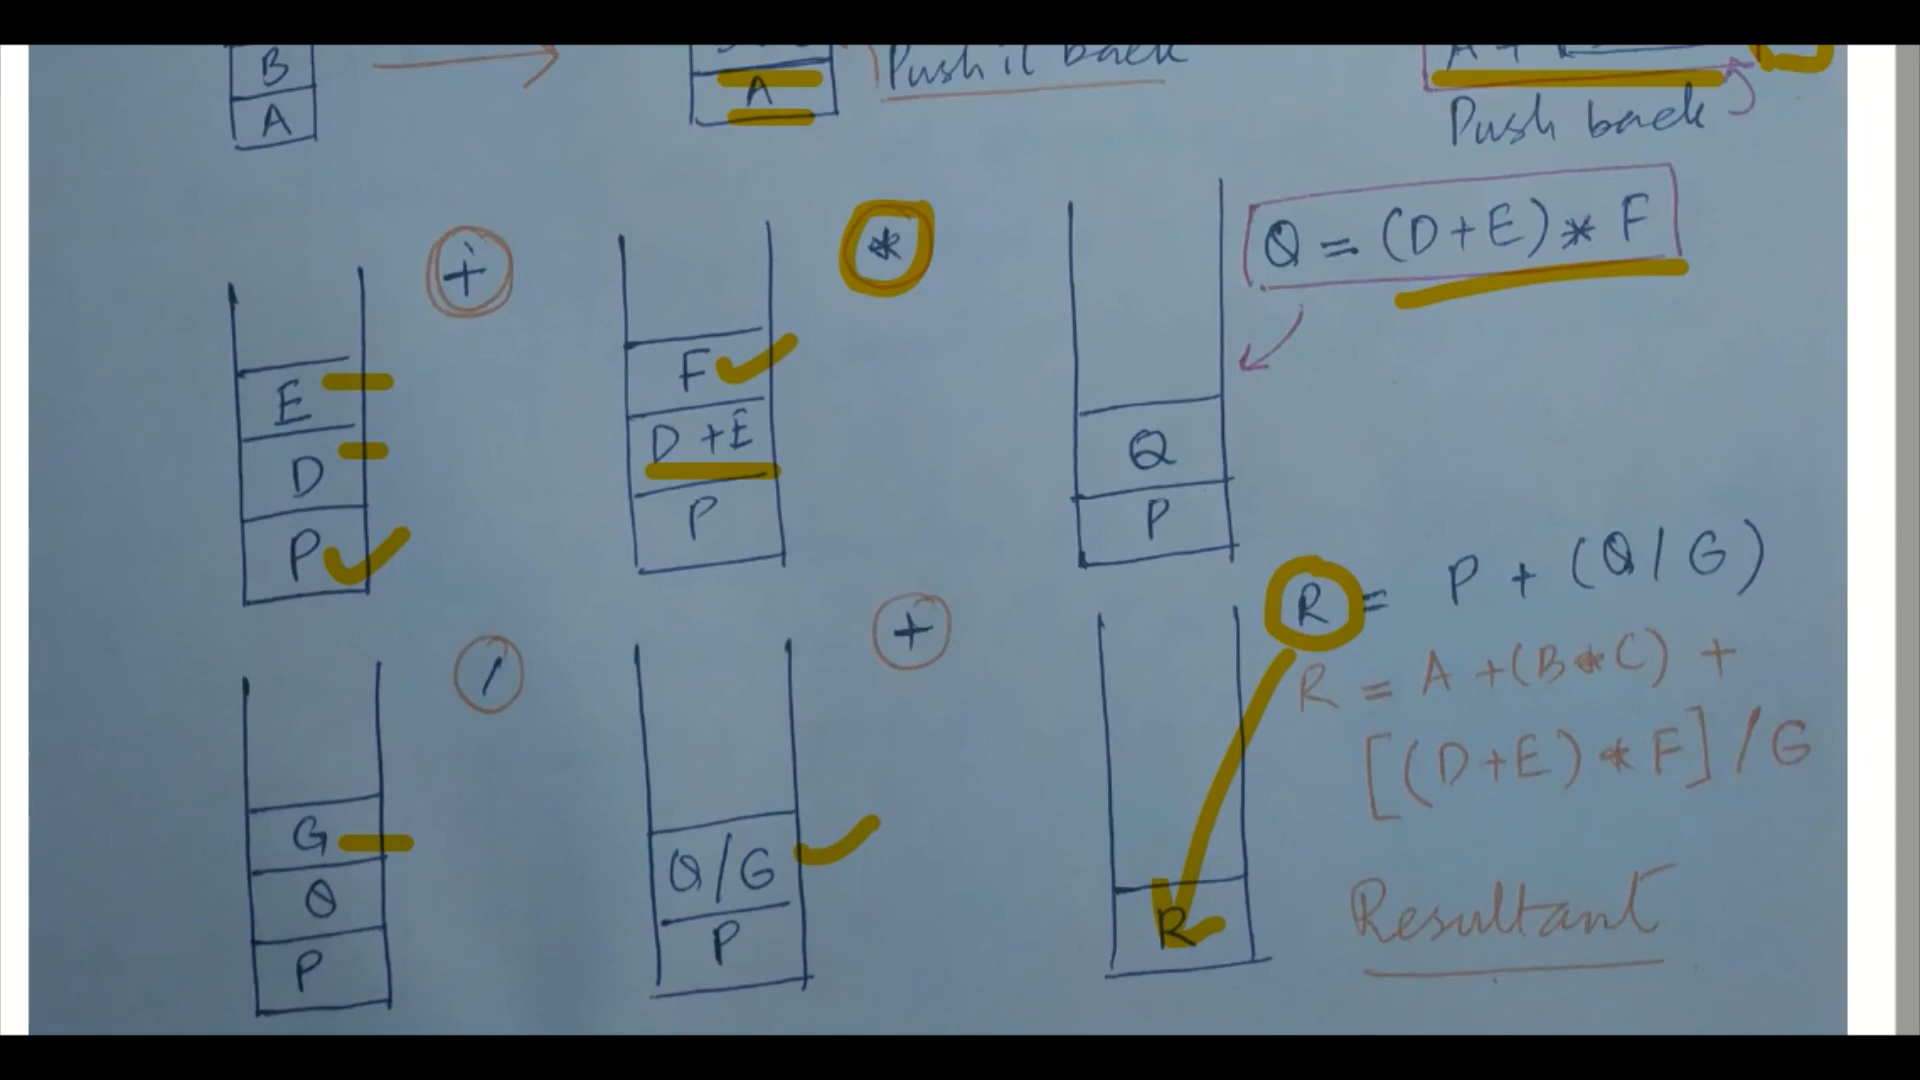 B
A
A
Push it back
A +
Push back
+
E
D
P
*
F
D + E
P
Q = (D+E) * F
Q
P
/
G
Q
P
+
Q/G
P
R = P + (Q/G)
R = A + (B*C) +
[(D+E) * F] / G
R
Resultant